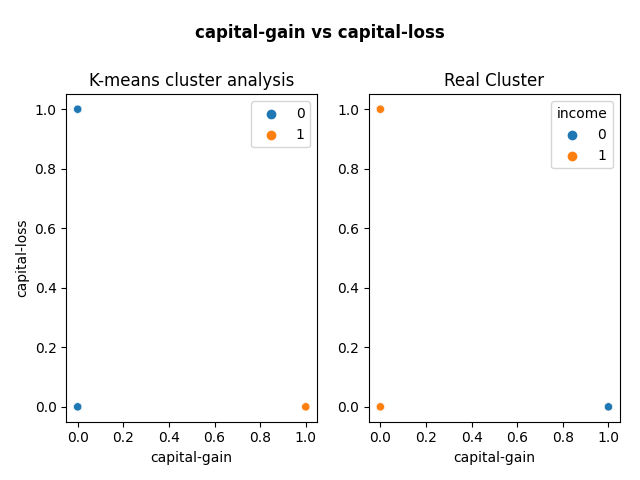 capital-gain vs capital-loss
K-means cluster analysis
0
1
1.0
0.8
0.6
0.4
0.2
0.0
capital-loss
0.0 0.2 0.4 0.6 0.8 1.0
capital-gain
Real Cluster
income
0
1
1.0
0.8
0.6
0.4
0.2
0.0
0.0 0.2 0.4 0.6 0.8 1.0
capital-gain